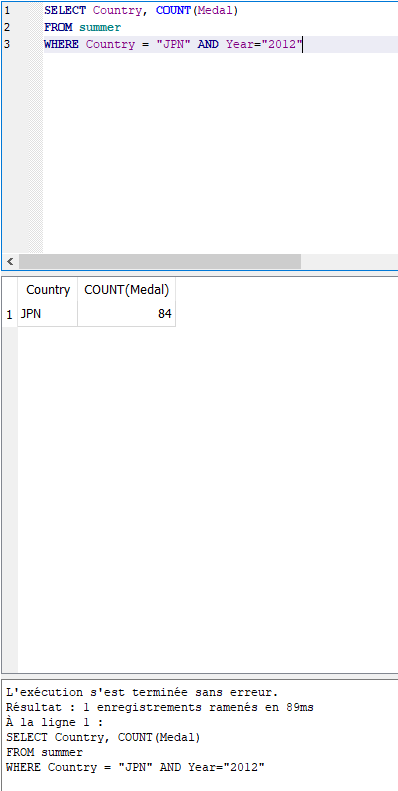 1 SELECT Country, COUNT(Medal)
2 FROM summer
3 WHERE Country = "JPN" AND Year="2012"
Country COUNT(Medal)
1 JPN 84
L'exécution s'est terminée sans erreur.
Résultat : 1 enregistrements ramenés en 89ms
À la ligne 1 :
SELECT Country, COUNT(Medal)
FROM summer
WHERE Country = "JPN" AND Year="2012"